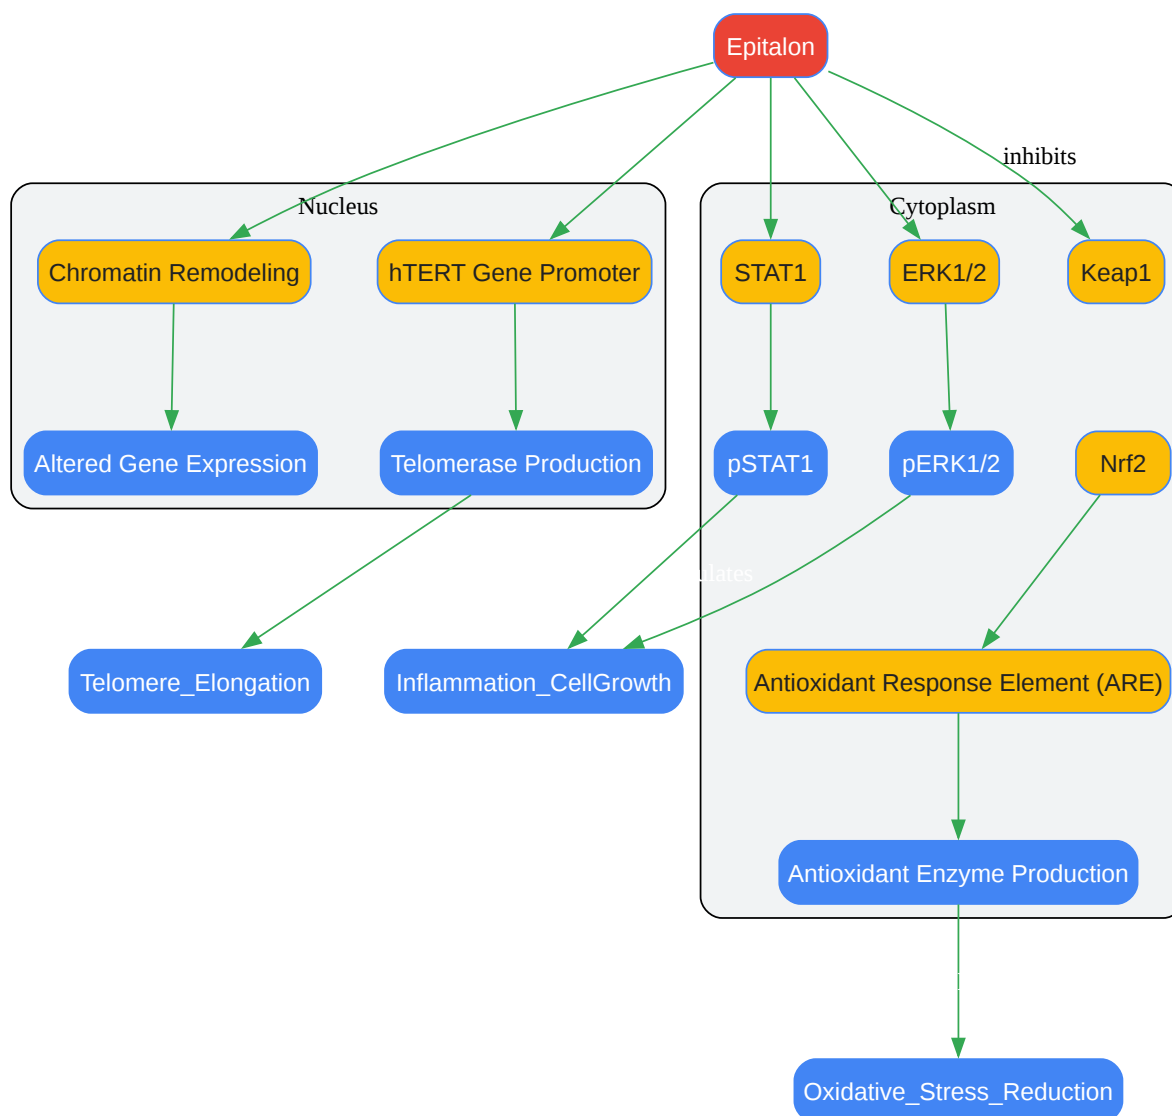 Epitalon
inhibits
Nucleus
Cytoplasm
Chromatin Remodeling
hTERT Gene Promoter
STAT1
ERK1/2
Keap1
Altered Gene Expression
Telomerase Production
pSTAT1
pERK1/2
Nrf2
Telomere_Elongation
Inflammation_CellGrowth
Antioxidant Response Element (ARE)
Antioxidant Enzyme Production
Oxidative_Stress_Reduction